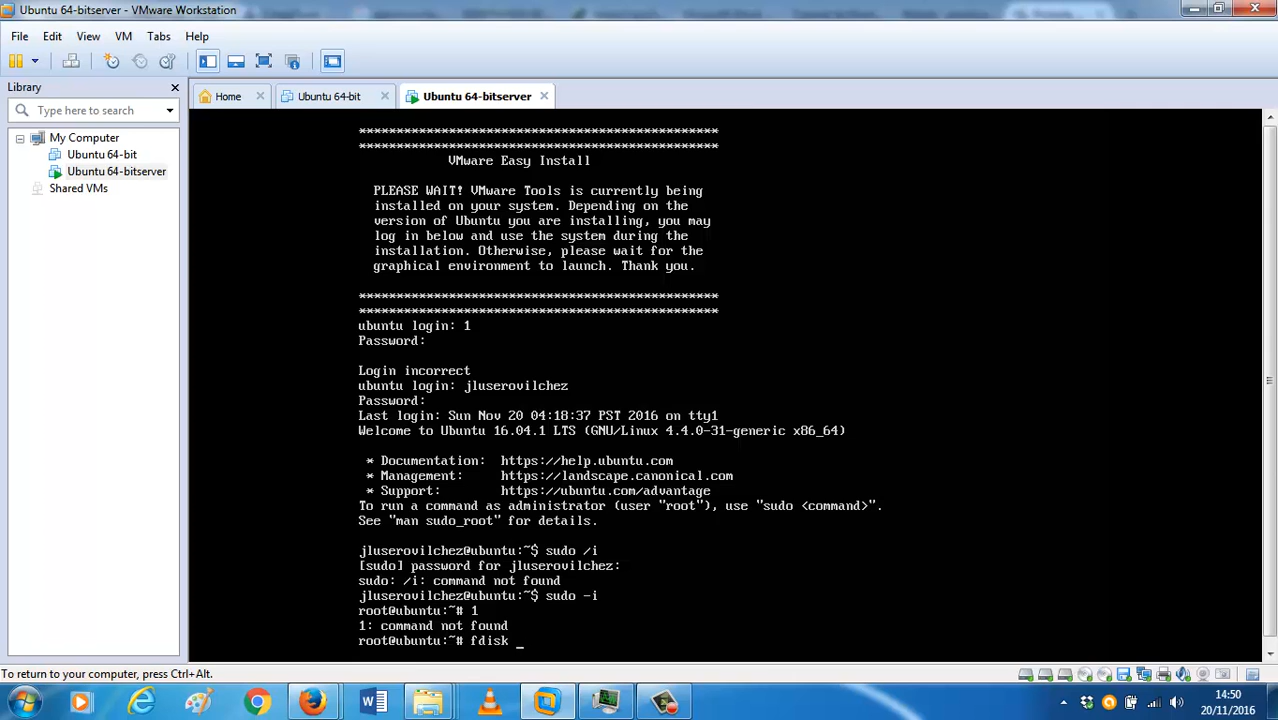 Ubuntu 64-bitserver - VMware Workstation
File Edit View VM Tabs Help
Library
Type here to search
My Computer
Ubuntu 64-bit
Ubuntu 64-bitserver
Shared VMs
Home Ubuntu 64-bit Ubuntu 64-bitserver
************************************************
************************************************
VMware Easy Install
PLEASE WAIT! VMware Tools is currently being
installed on your system. Depending on the
version of Ubuntu you are installing, you may
log in below and use the system during the
installation. Otherwise, please wait for the
graphical environment to launch. Thank you.
************************************************
************************************************
ubuntu login: 1
Password:
Login incorrect
ubuntu login: jluserovilchez
Password:
Last login: Sun Nov 20 04:18:37 PST 2016 on tty1
Welcome to Ubuntu 16.04.1 LTS (GNU/Linux 4.4.0-31-generic x86_64)
* Documentation: https://help.ubuntu.com
* Management: https://landscape.canonical.com
* Support: https://ubuntu.com/advantage
To run a command as administrator (user "root"), use "sudo <command>".
See "man sudo_root" for details.
jluserovilchez@ubuntu:~$ sudo /i
[sudo] password for jluserovilchez:
sudo: /i: command not found
jluserovilchez@ubuntu:~$ sudo -i
root@ubuntu:~# 1
1: command not found
root@ubuntu:~# fdisk _
To return to your computer, press Ctrl+Alt.
14:50
20/11/2016